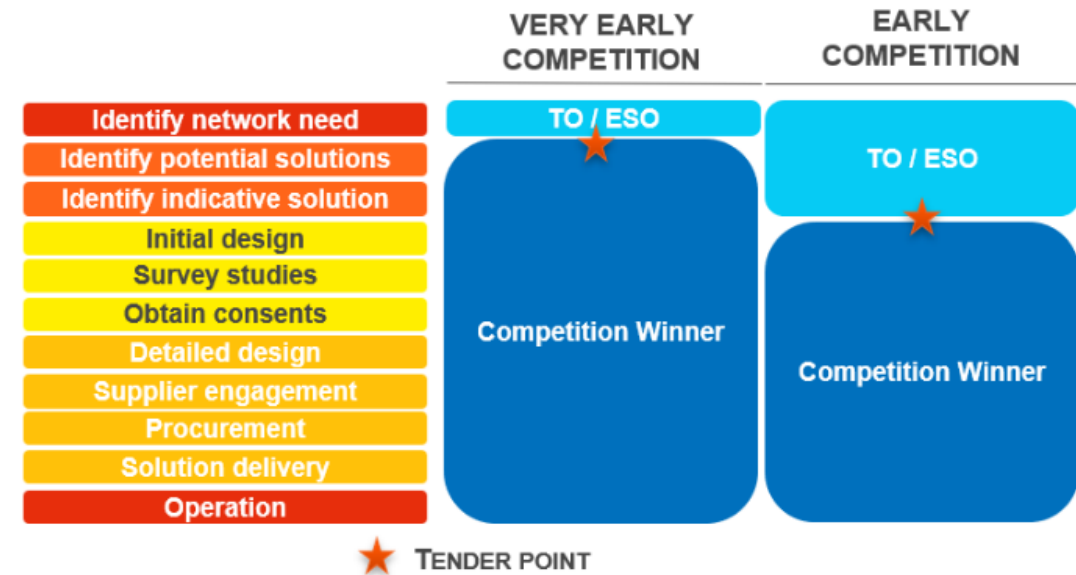 VERY EARLY
COMPETITION
EARLY
COMPETITION
Identify network need
Identify potential solutions
Identify indicative solution
Initial design
Survey studies
Obtain consents
Detailed design
Supplier engagement
Procurement
Solution delivery
Operation
TO / ESO
Competition Winner
TO / ESO
Competition Winner
TENDER POINT